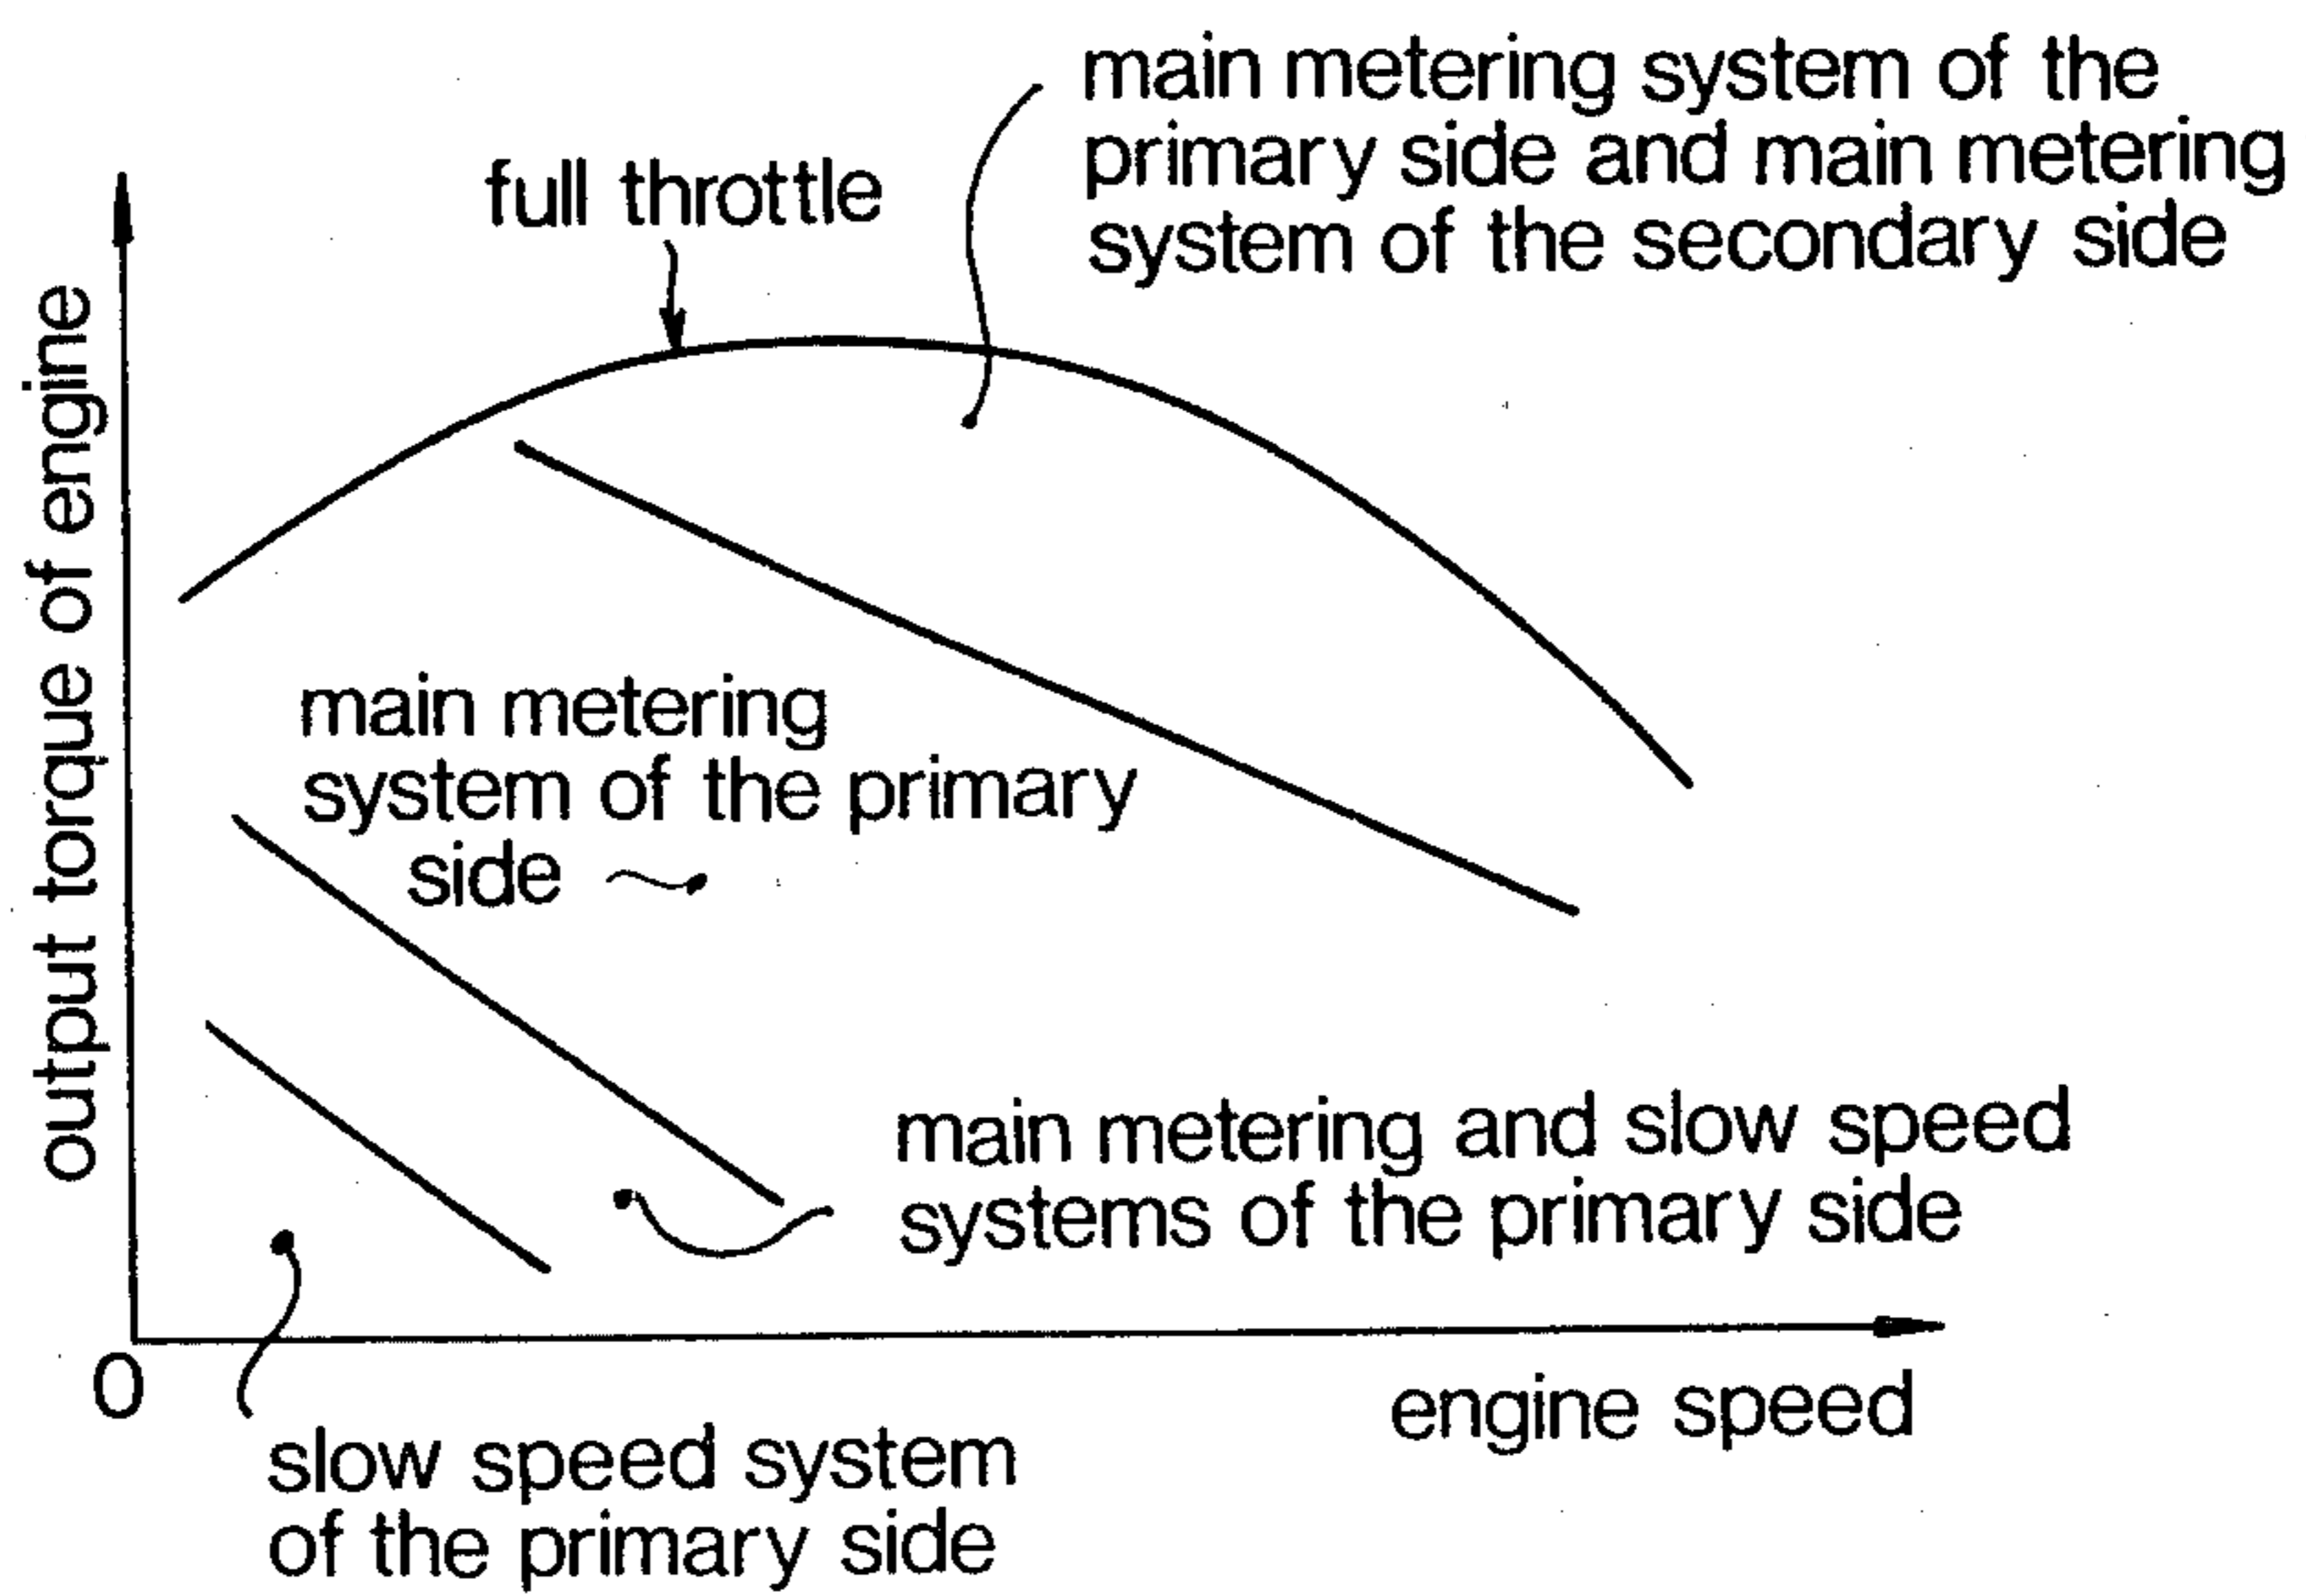 main metering system of the
primary side and main metering
system of the secondary side
full throttle
output torque of engine
main metering
system of the primary
side
main metering and slow speed
systems of the primary side
0
engine speed
slow speed system
of the primary side